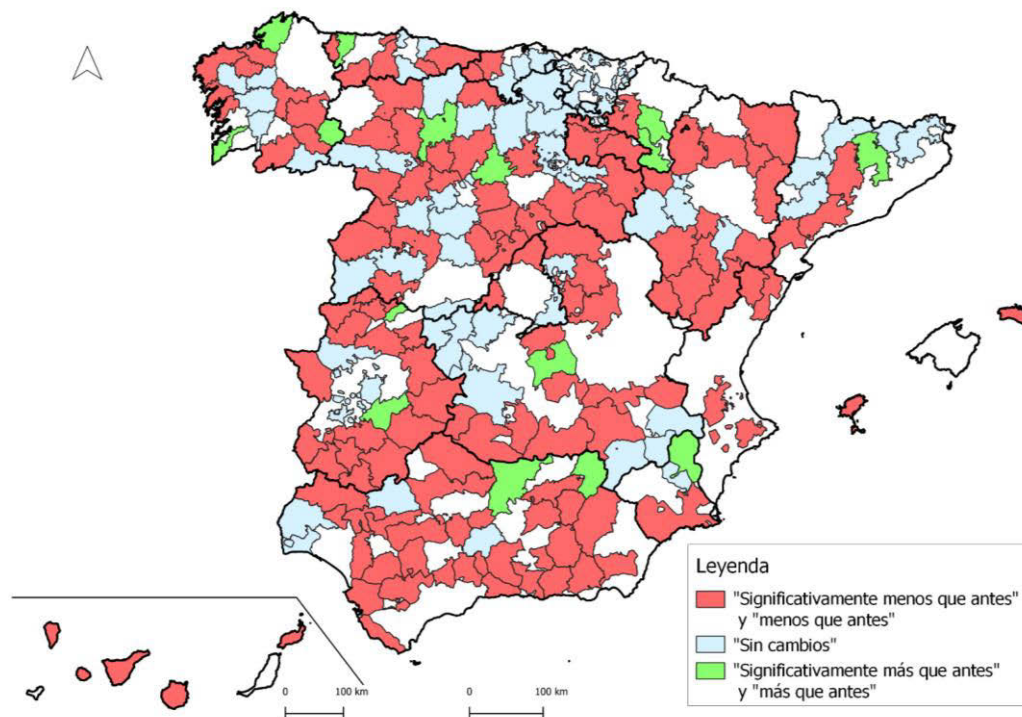 Leyenda
"Significativamente menos que antes"
y "menos que antes"
"Sin cambios"
"Significativamente más que antes"
y "más que antes"
0 100 km
0 100 km